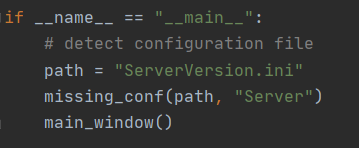 if __name__ == "__main__":
    # detect configuration file
    path = "ServerVersion.ini"
    missing_conf(path, "Server")
    main_window()